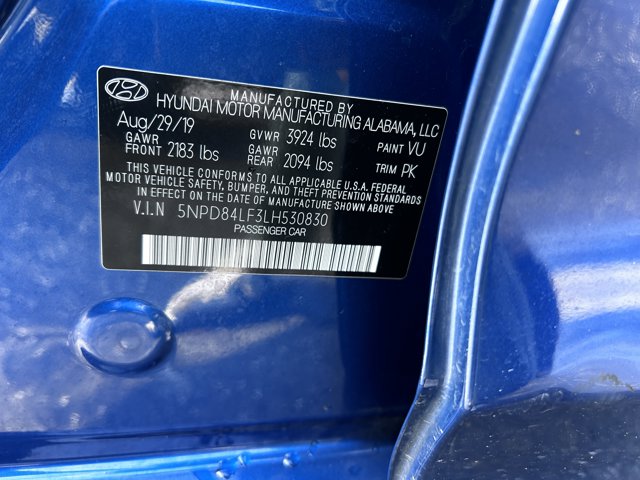 MANUFACTURED BY
HYUNDAI MOTOR MANUFACTURING ALABAMA, LLC
Aug/29/19 GVWR 3924 lbs PAINT VU
GAWR FRONT 2183 lbs GAWR REAR 2094 lbs TRIM PK
THIS VEHICLE CONFORMS TO ALL APPLICABLE U.S.A. FEDERAL
MOTOR VEHICLE SAFETY, BUMPER, AND THEFT PREVENTION STANDARDS
IN EFFECT ON THE DATE OF MANUFACTURE SHOWN ABOVE.
V.I.N 5NPD84LF3LH530830
PASSENGER CAR